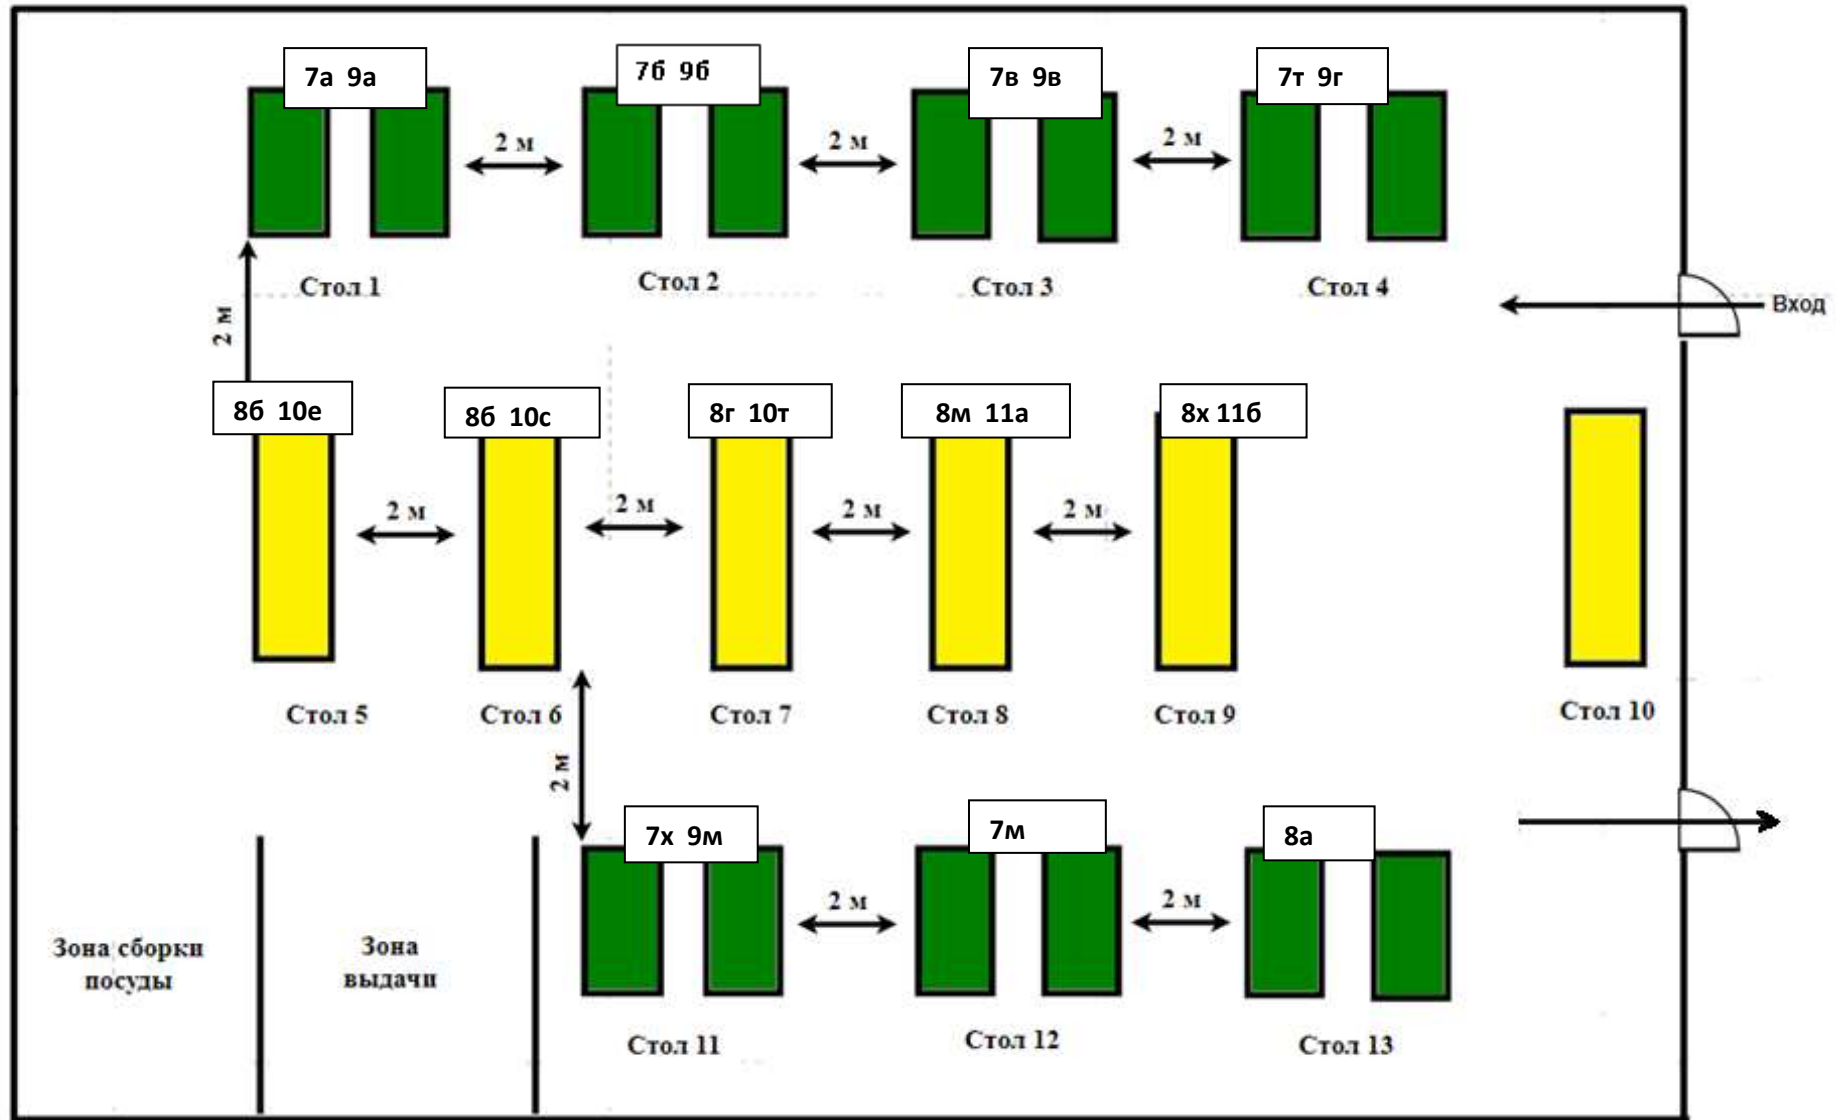 7а 9а
7б 9б
7в 9в
7т 9г
2 м
2 м
2 м
Стол 1
Стол 2
Стол 3
Стол 4
Вход
2 м
8б 10е
8б 10с
8г 10т
8м 11а
8х 11б
2 м
2 м
2 м
2 м
Стол 5
Стол 6
Стол 7
Стол 8
Стол 9
Стол 10
2 м
7х 9м
7м
8а
2 м
2 м
Зона сборки
посуды
Зона
выдачи
Стол 11
Стол 12
Стол 13